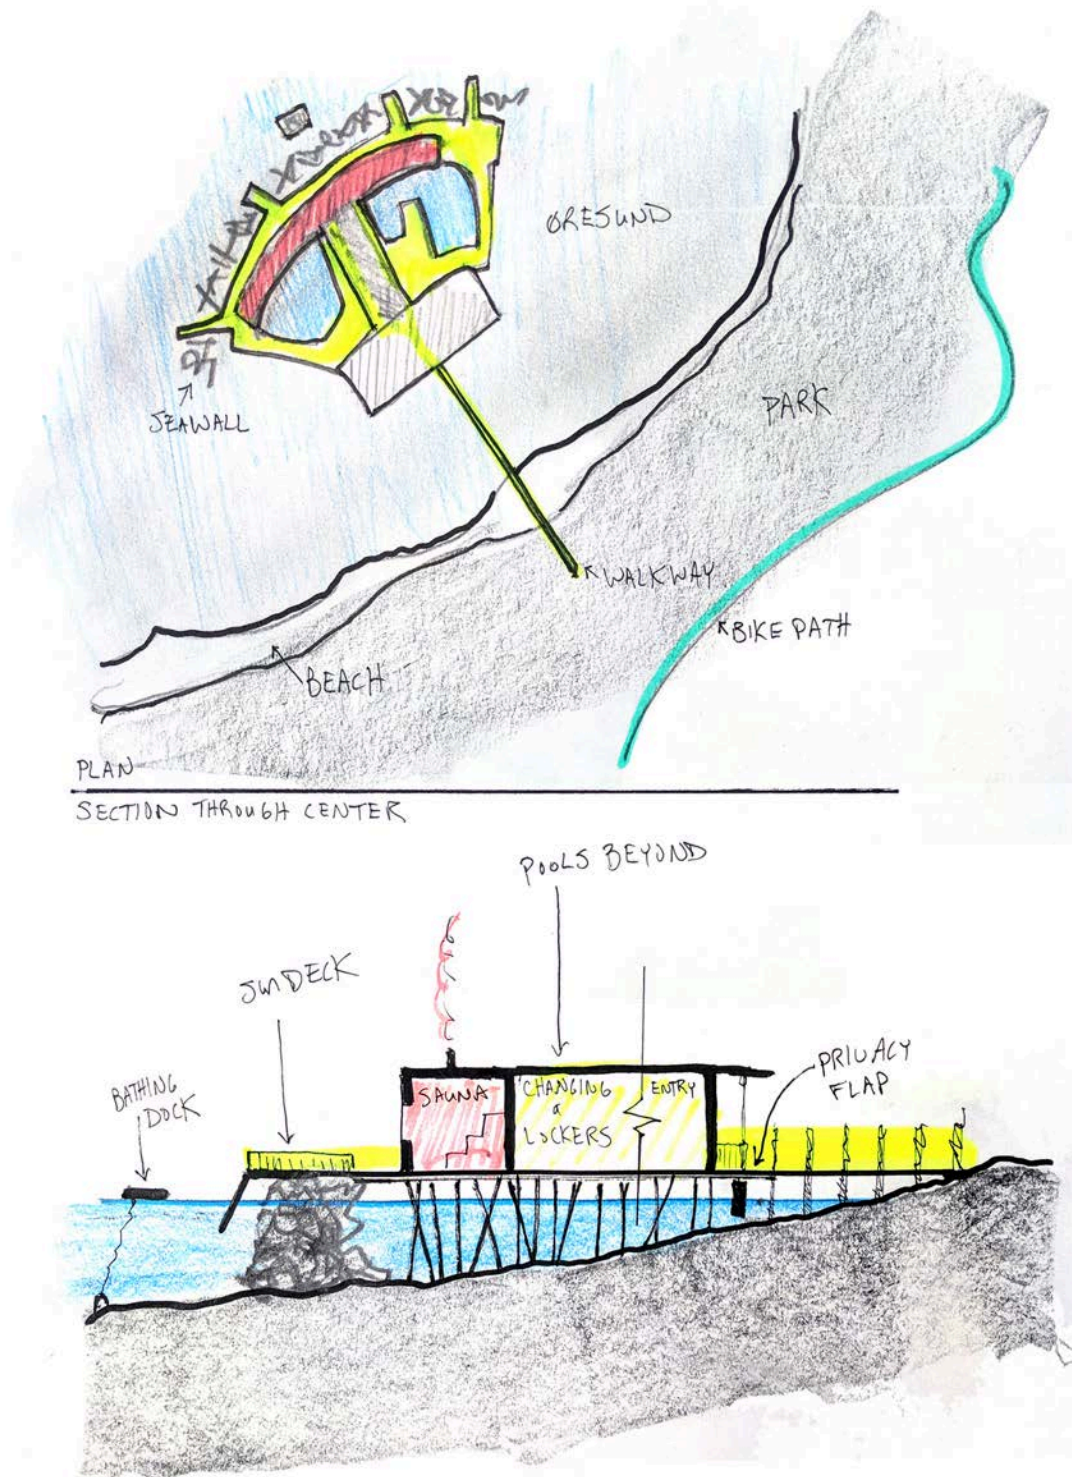 ØRESUND
PARK
SEAWALL
WALKWAY
BIKE PATH
BEACH
PLAN
SECTION THROUGH CENTER
POOLS BEYOND
SUNDECK
BATHING
DOCK
PRIVACY
FLAP
SAUNA
CHANGING
&
LOCKERS
ENTRY